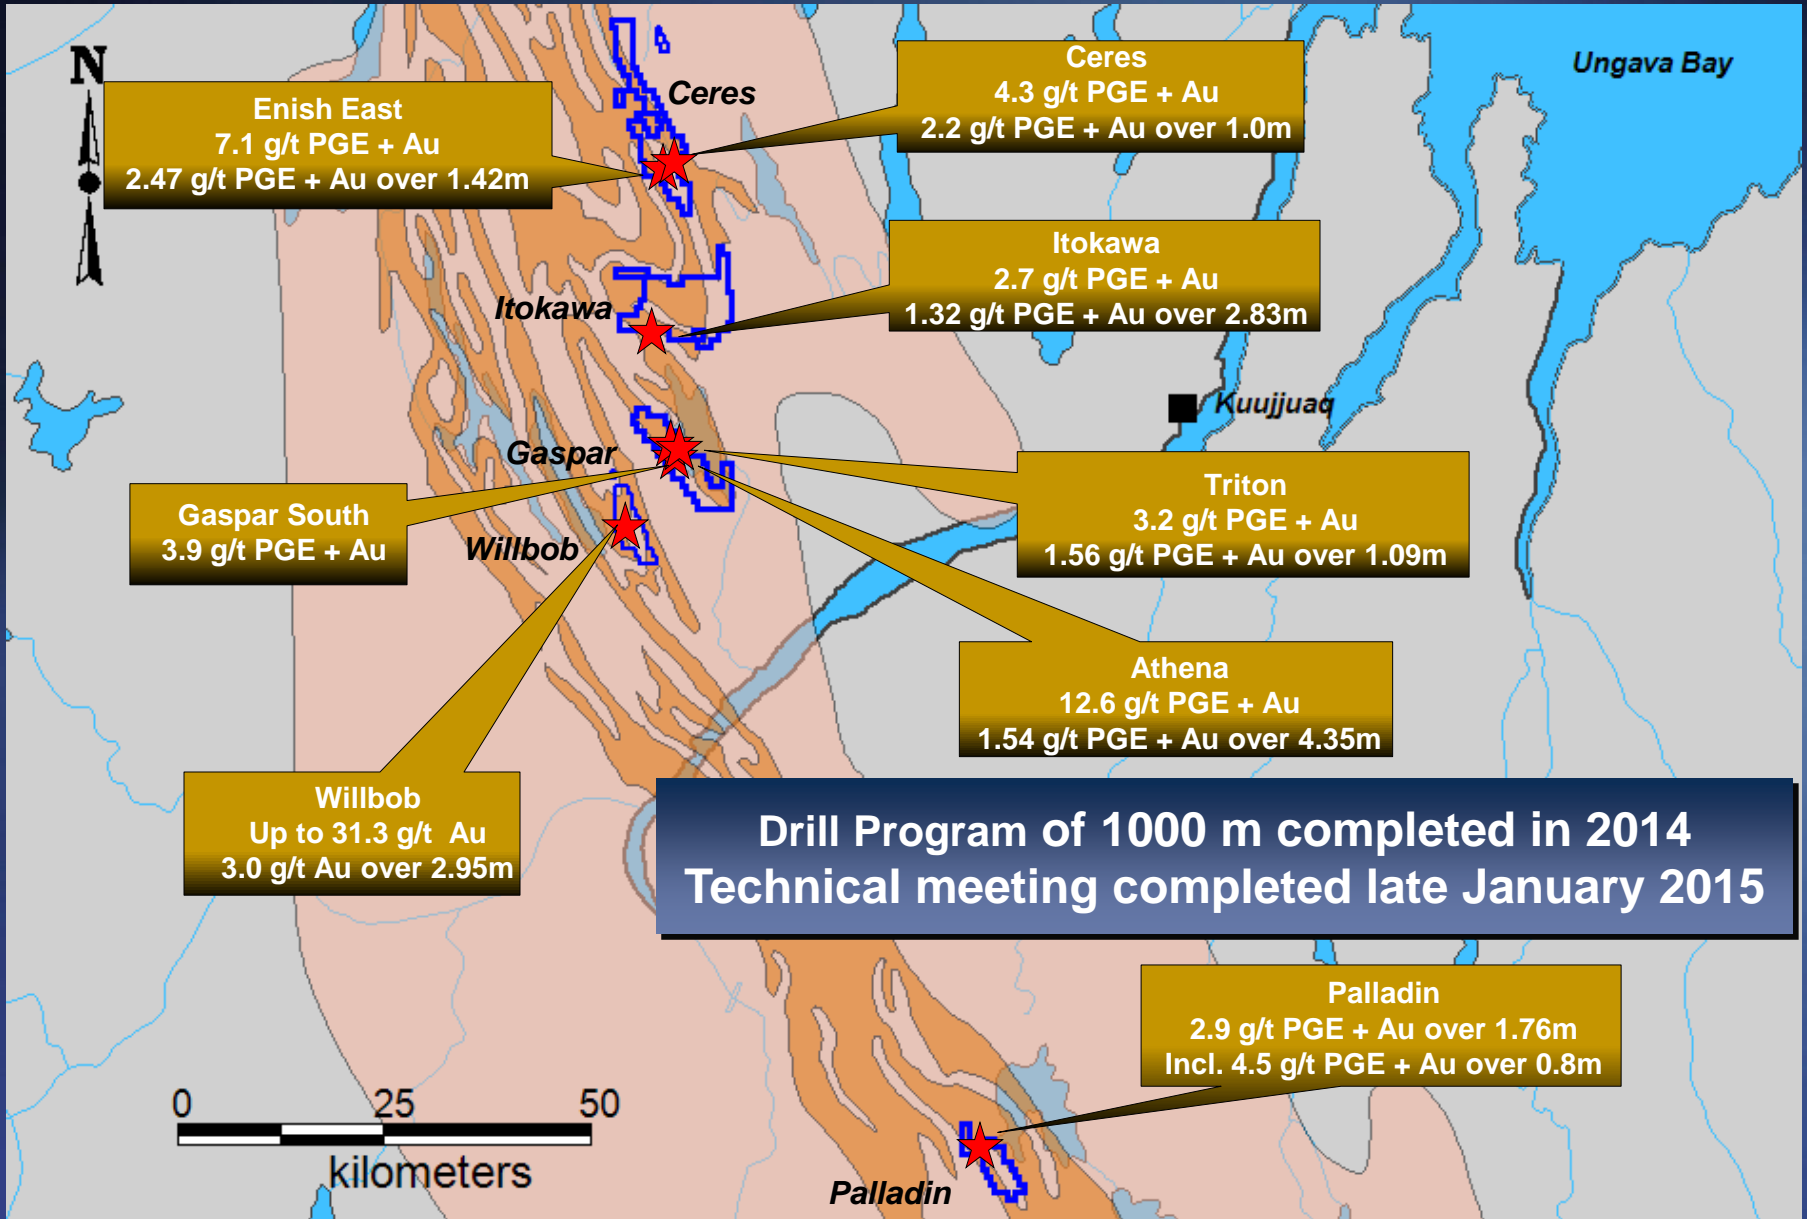 N
Ungava Bay
Ceres
4.3 g/t PGE + Au
2.2 g/t PGE + Au over 1.0m
Ceres
Enish East
7.1 g/t PGE + Au
2.47 g/t PGE + Au over 1.42m
Itokawa
2.7 g/t PGE + Au
1.32 g/t PGE + Au over 2.83m
Itokawa
Kuujjuaq
Gaspar
Triton
3.2 g/t PGE + Au
1.56 g/t PGE + Au over 1.09m
Gaspar South
3.9 g/t PGE + Au
Willbob
Athena
12.6 g/t PGE + Au
1.54 g/t PGE + Au over 4.35m
Willbob
Up to 31.3 g/t Au
3.0 g/t Au over 2.95m
Drill Program of 1000 m completed in 2014
Technical meeting completed late January 2015
Palladin
2.9 g/t PGE + Au over 1.76m
Incl. 4.5 g/t PGE + Au over 0.8m
0 25 50
kilometers
Palladin